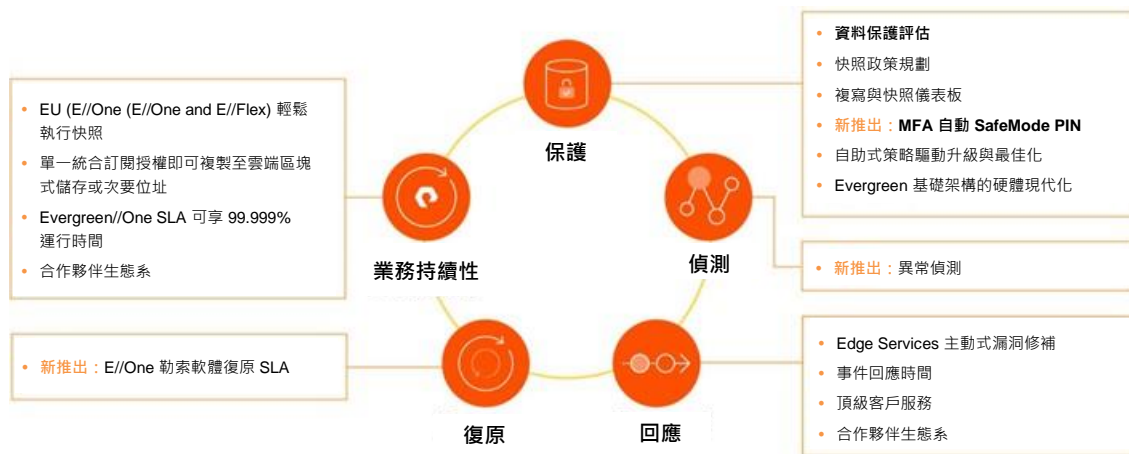 保護
• 資料保護評估
• 快照政策規劃
• 複寫與快照儀表板
• 新推出：MFA 自動 SafeMode PIN
• 自助式策略驅動升級與最佳化
• Evergreen 基礎架構的硬體現代化
偵測
• 新推出：異常偵測
回應
• Edge Services 主動式漏洞修補
• 事件回應時間
• 頂級客戶服務
• 合作夥伴生態系
復原
• 新推出：E//One 勒索軟體復原 SLA
業務持續性
• EU (E//One (E//One and E//Flex) 輕鬆
執行快照
• 單一統合訂閱授權即可複製至雲端區塊
式儲存或次要位址
• Evergreen//One SLA 可享 99.999%
運行時間
• 合作夥伴生態系